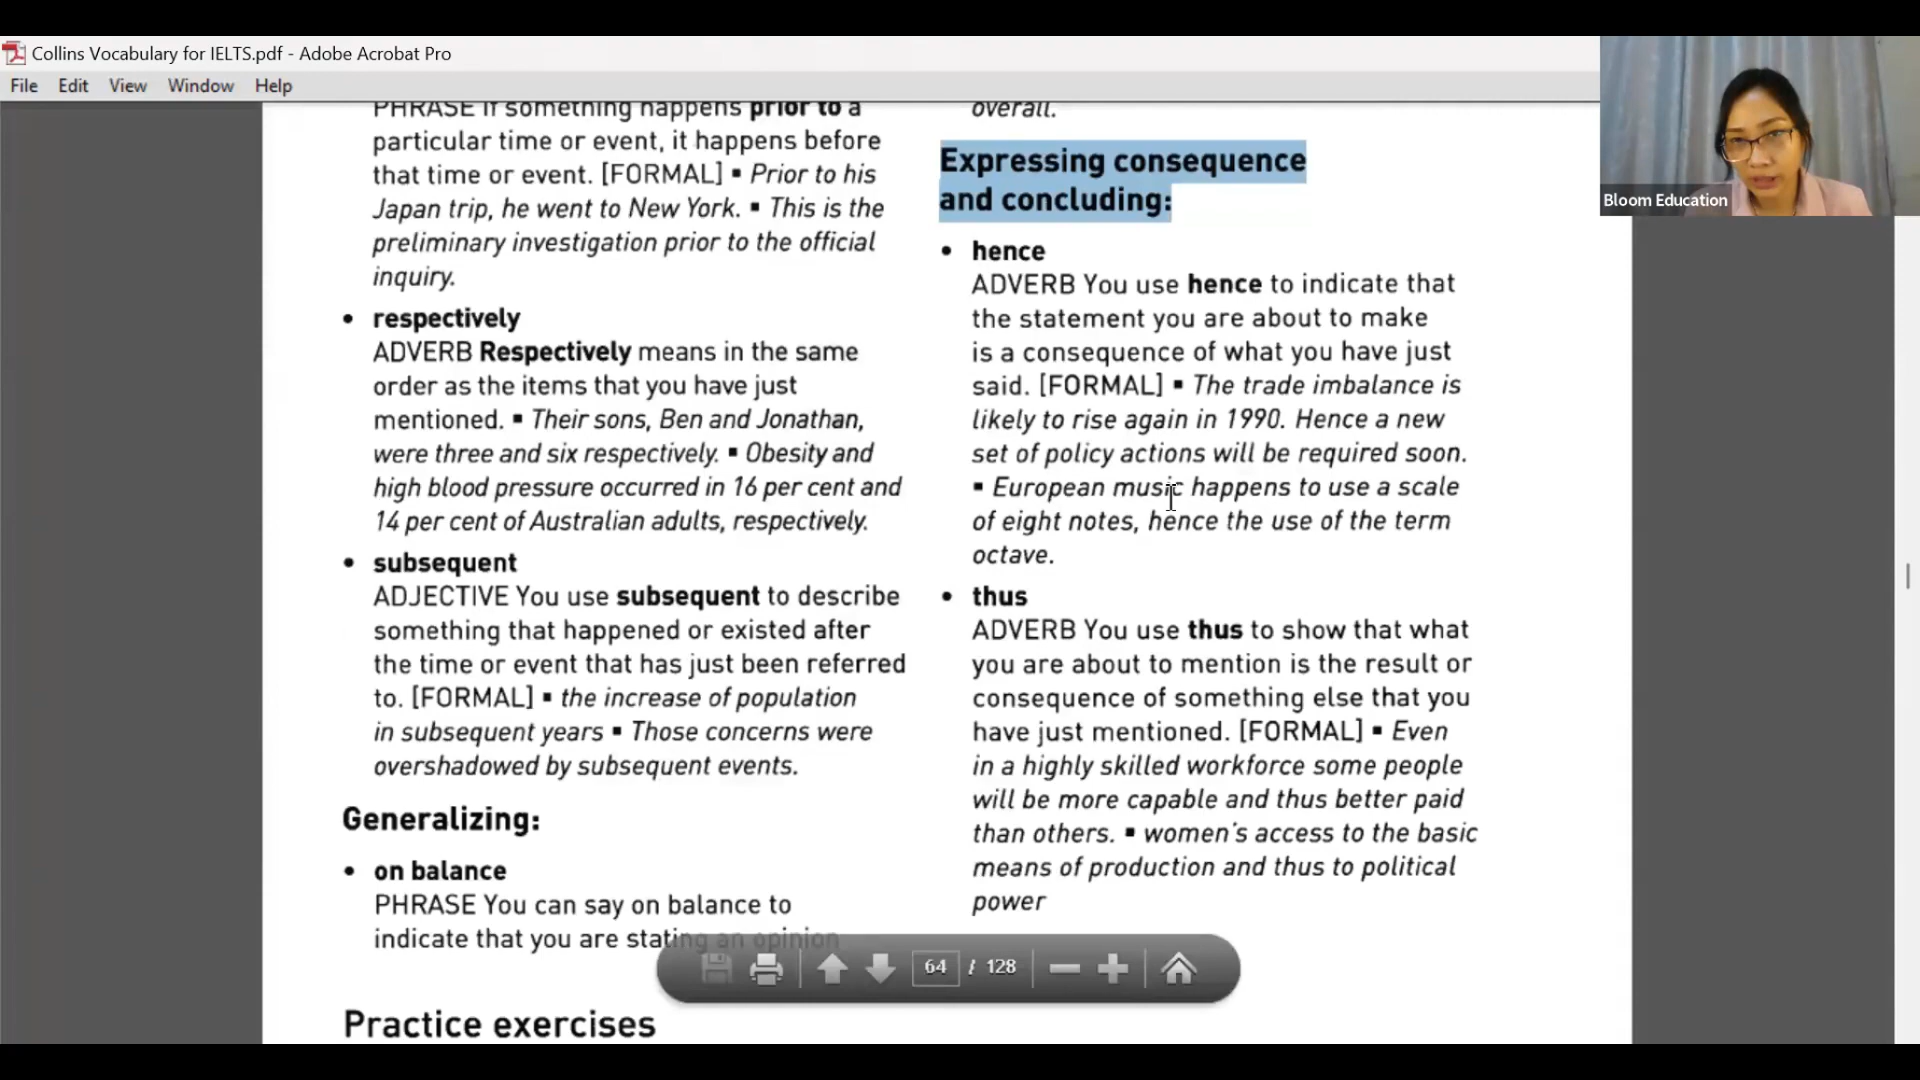 Collins Vocabulary for IELTS.pdf - Adobe Acrobat Pro
File Edit View Window Help
Bloom Education
PHRASE If something happens prior to a
particular time or event, it happens before
that time or event. [FORMAL] ▪ Prior to his
Japan trip, he went to New York. ▪ This is the
preliminary investigation prior to the official
inquiry.
• respectively
ADVERB Respectively means in the same
order as the items that you have just
mentioned. ▪ Their sons, Ben and Jonathan,
were three and six respectively. ▪ Obesity and
high blood pressure occurred in 16 per cent and
14 per cent of Australian adults, respectively.
• subsequent
ADJECTIVE You use subsequent to describe
something that happened or existed after
the time or event that has just been referred
to. [FORMAL] ▪ the increase of population
in subsequent years ▪ Those concerns were
overshadowed by subsequent events.
Generalizing:
• on balance
PHRASE You can say on balance to
indicate that you are stating an opinion
Practice exercises
overall.
Expressing consequence
and concluding:
• hence
ADVERB You use hence to indicate that
the statement you are about to make
is a consequence of what you have just
said. [FORMAL] ▪ The trade imbalance is
likely to rise again in 1990. Hence a new
set of policy actions will be required soon.
▪ European music happens to use a scale
of eight notes, hence the use of the term
octave.
• thus
ADVERB You use thus to show that what
you are about to mention is the result or
consequence of something else that you
have just mentioned. [FORMAL] ▪ Even
in a highly skilled workforce some people
will be more capable and thus better paid
than others. ▪ women's access to the basic
means of production and thus to political
power
64 / 128